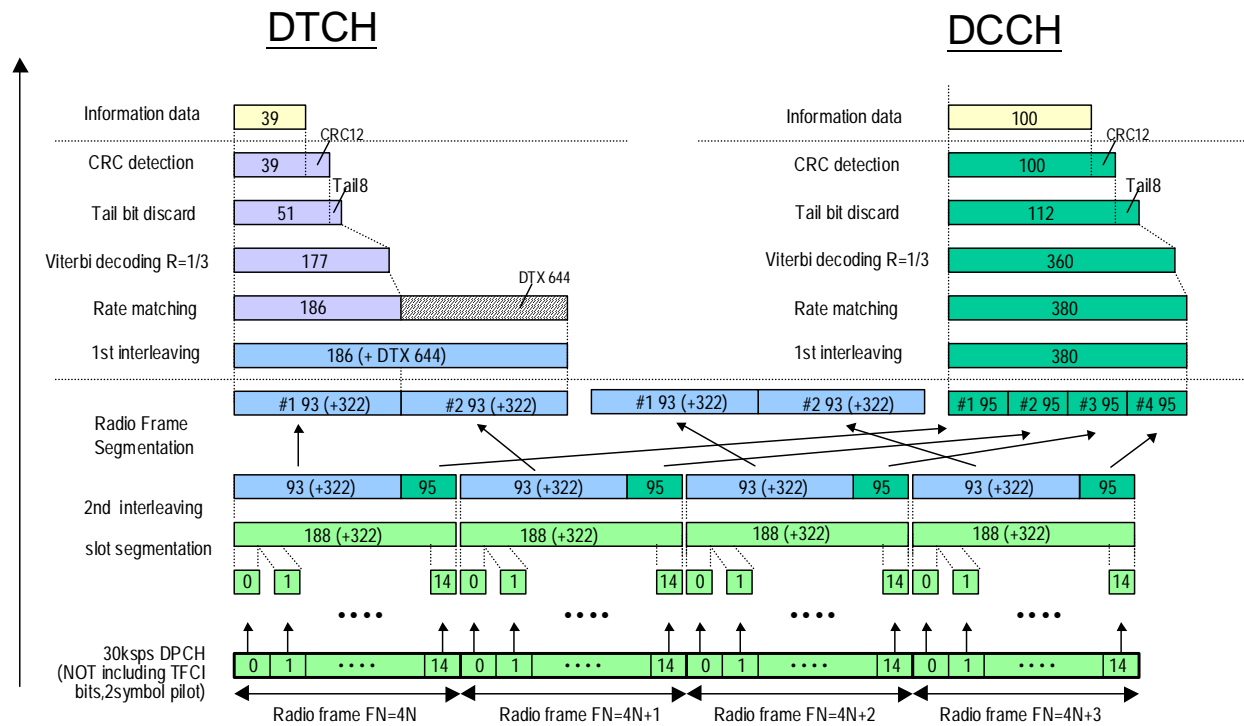 DTCH DCCH
Information data 39 Information data 100
CRC12 CRC12
CRC detection 39 CRC detection 100
Tail8 Tail8
Tail bit discard 51 Tail bit discard 112
Viterbi decoding R=1/3 177 Viterbi decoding R=1/3 360
DTX 644
Rate matching 186 Rate matching 380
1st interleaving 186 (+ DTX 644) 1st interleaving 380
#1 93 (+322) #2 93 (+322) #1 93 (+322) #2 93 (+322) #1 95 #2 95 #3 95 #4 95
Radio Frame
Segmentation
93 (+322) 95 93 (+322) 95 93 (+322) 95 93 (+322) 95
2nd interleaving
188 (+322) 188 (+322) 188 (+322) 188 (+322)
slot segmentation
0 1 14 0 1 14 0 1 14 0 1 14
•••• •••• •••• ••••
30ksps DPCH
(NOT including TFCI
bits,2symbol pilot)
0 1 •••• 14 0 1 •••• 14 0 1 •••• 14 0 1 •••• 14
Radio frame FN=4N Radio frame FN=4N+1 Radio frame FN=4N+2 Radio frame FN=4N+3